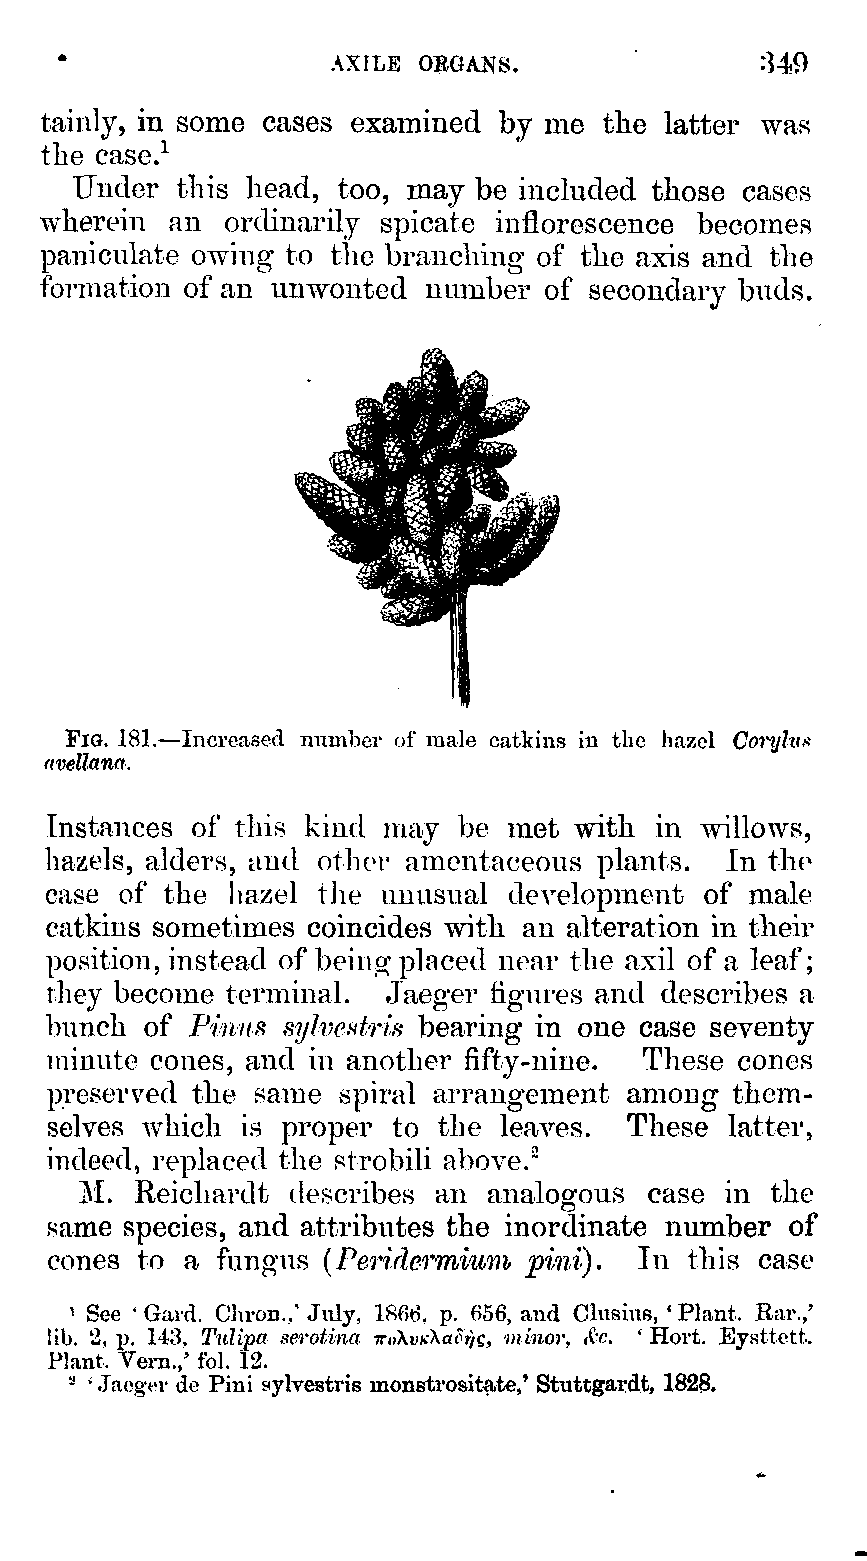 AXILE ORGANS. 349
tainly, in some cases examined by me the latter was
the case.¹
Under this head, too, may be included those cases
wherein an ordinarily spicate inflorescence becomes
paniculate owing to the branching of the axis and the
formation of an unwonted number of secondary buds.
FIG. 181.—Increased number of male catkins in the hazel Corylus
avellana.
Instances of this kind may be met with in willows,
hazels, alders, and other amentaceous plants. In the
case of the hazel the unusual development of male
catkins sometimes coincides with an alteration in their
position, instead of being placed near the axil of a leaf;
they become terminal. Jaeger figures and describes a
bunch of Pinus sylvestris bearing in one case seventy
minute cones, and in another fifty-nine. These cones
preserved the same spiral arrangement among them-
selves which is proper to the leaves. These latter,
indeed, replaced the strobili above.²
M. Reichardt describes an analogous case in the
same species, and attributes the inordinate number of
cones to a fungus (Peridermium pini). In this case
¹ See ‘Gard. Chron.,’ July, 1866, p. 656, and Clusius, ‘Plant. Rar.,’
lib. 2, p. 143, Tulipa serotina πολυκλαδὴς, minor, &c. ‘Hort. Eysttett.
Plant. Vern.,’ fol. 12.
² ‘Jaeger de Pini sylvestris monstrositate,’ Stuttgardt, 1828.